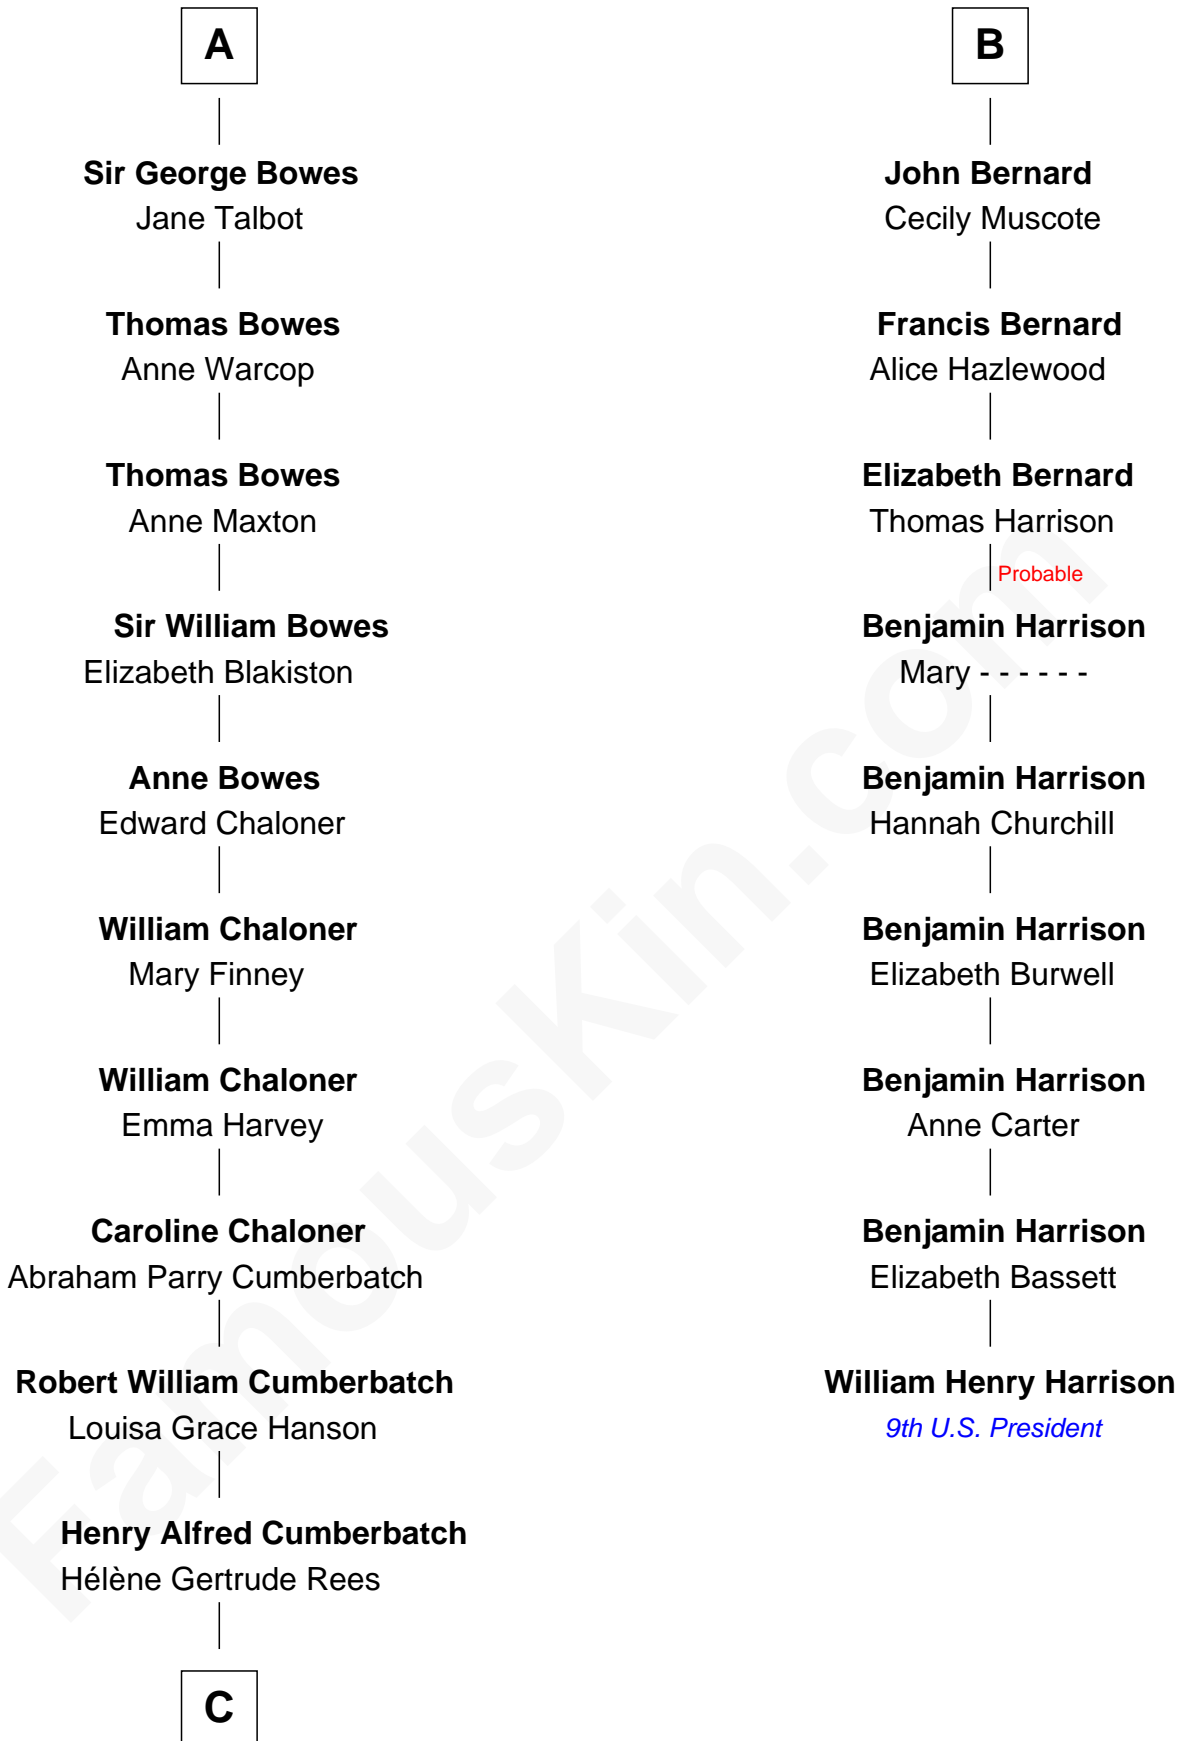 A
Sir George Bowes
Jane Talbot
Thomas Bowes
Anne Warcop
Thomas Bowes
Anne Maxton
Sir William Bowes
Elizabeth Blakiston
Anne Bowes
Edward Chaloner
William Chaloner
Mary Finney
William Chaloner
Emma Harvey
Caroline Chaloner
Abraham Parry Cumberbatch
Robert William Cumberbatch
Louisa Grace Hanson
Henry Alfred Cumberbatch
Hélène Gertrude Rees
C
B
John Bernard
Cecily Muscote
Francis Bernard
Alice Hazlewood
Elizabeth Bernard
Thomas Harrison
Probable
Benjamin Harrison
Mary - - - - - -
Benjamin Harrison
Hannah Churchill
Benjamin Harrison
Elizabeth Burwell
Benjamin Harrison
Anne Carter
Benjamin Harrison
Elizabeth Bassett
William Henry Harrison
9th U.S. President
FamousKin.com